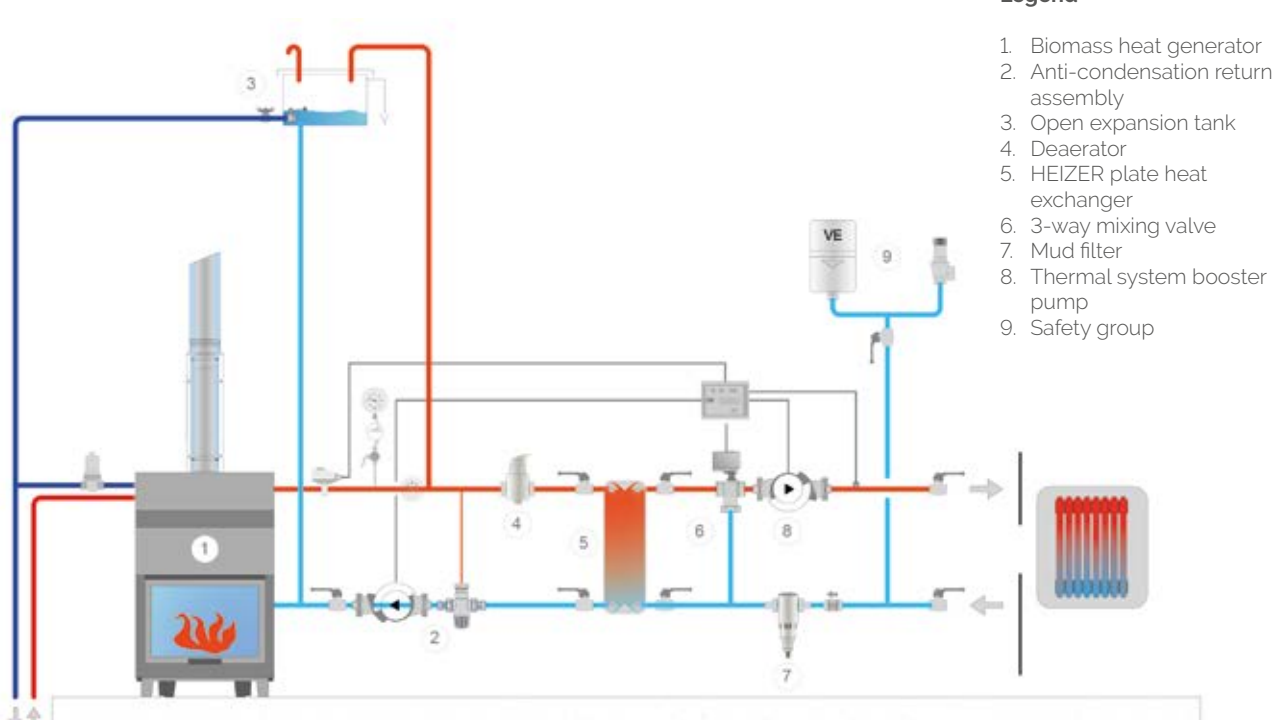 Legend
1. Biomass heat generator
2. Anti-condensation return
assembly
3. Open expansion tank
4. Deaerator
5. HEIZER plate heat
exchanger
6. 3-way mixing valve
7. Mud filter
8. Thermal system booster
pump
9. Safety group
3
VE
9
1
4
5
6
8
2
7